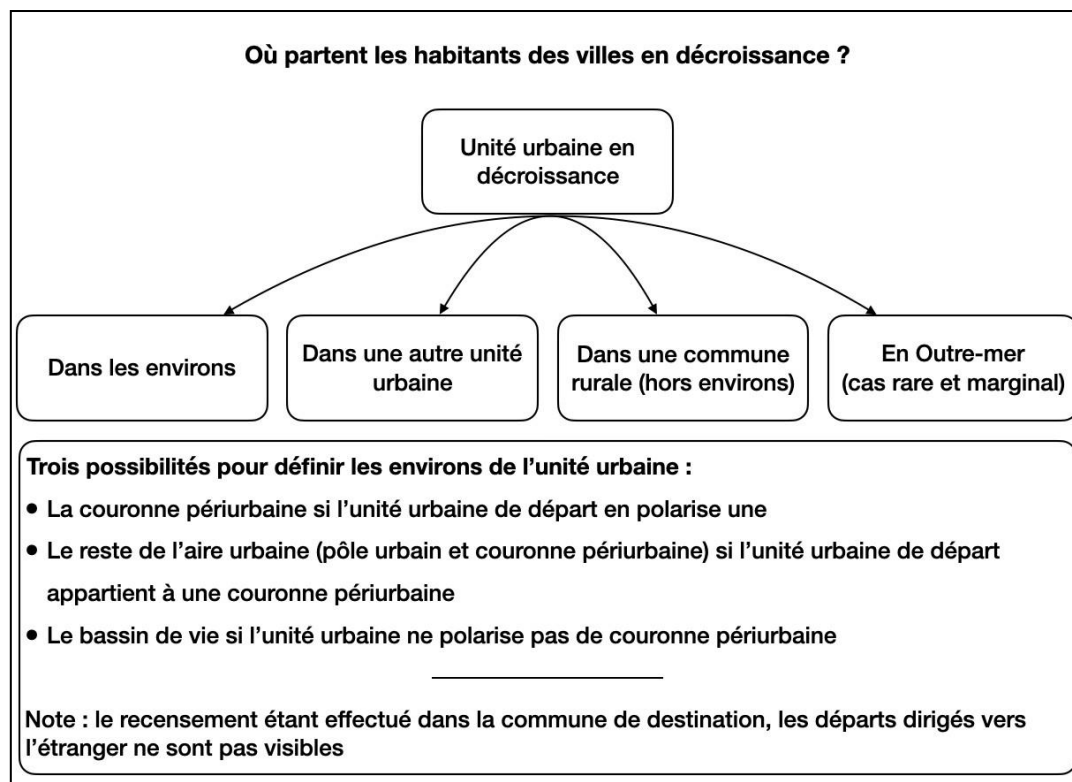 Où partent les habitants des villes en décroissance ?
Unité urbaine en
décroissance
Dans les environs
Dans une autre unité
urbaine
Dans une commune
rurale (hors environs)
En Outre-mer
(cas rare et marginal)
Trois possibilités pour définir les environs de l’unité urbaine :
• La couronne périurbaine si l’unité urbaine de départ en polarise une
• Le reste de l’aire urbaine (pôle urbain et couronne périurbaine) si l’unité urbaine de départ
appartient à une couronne périurbaine
• Le bassin de vie si l’unité urbaine ne polarise pas de couronne périurbaine
Note : le recensement étant effectué dans la commune de destination, les départs dirigés vers
l’étranger ne sont pas visibles